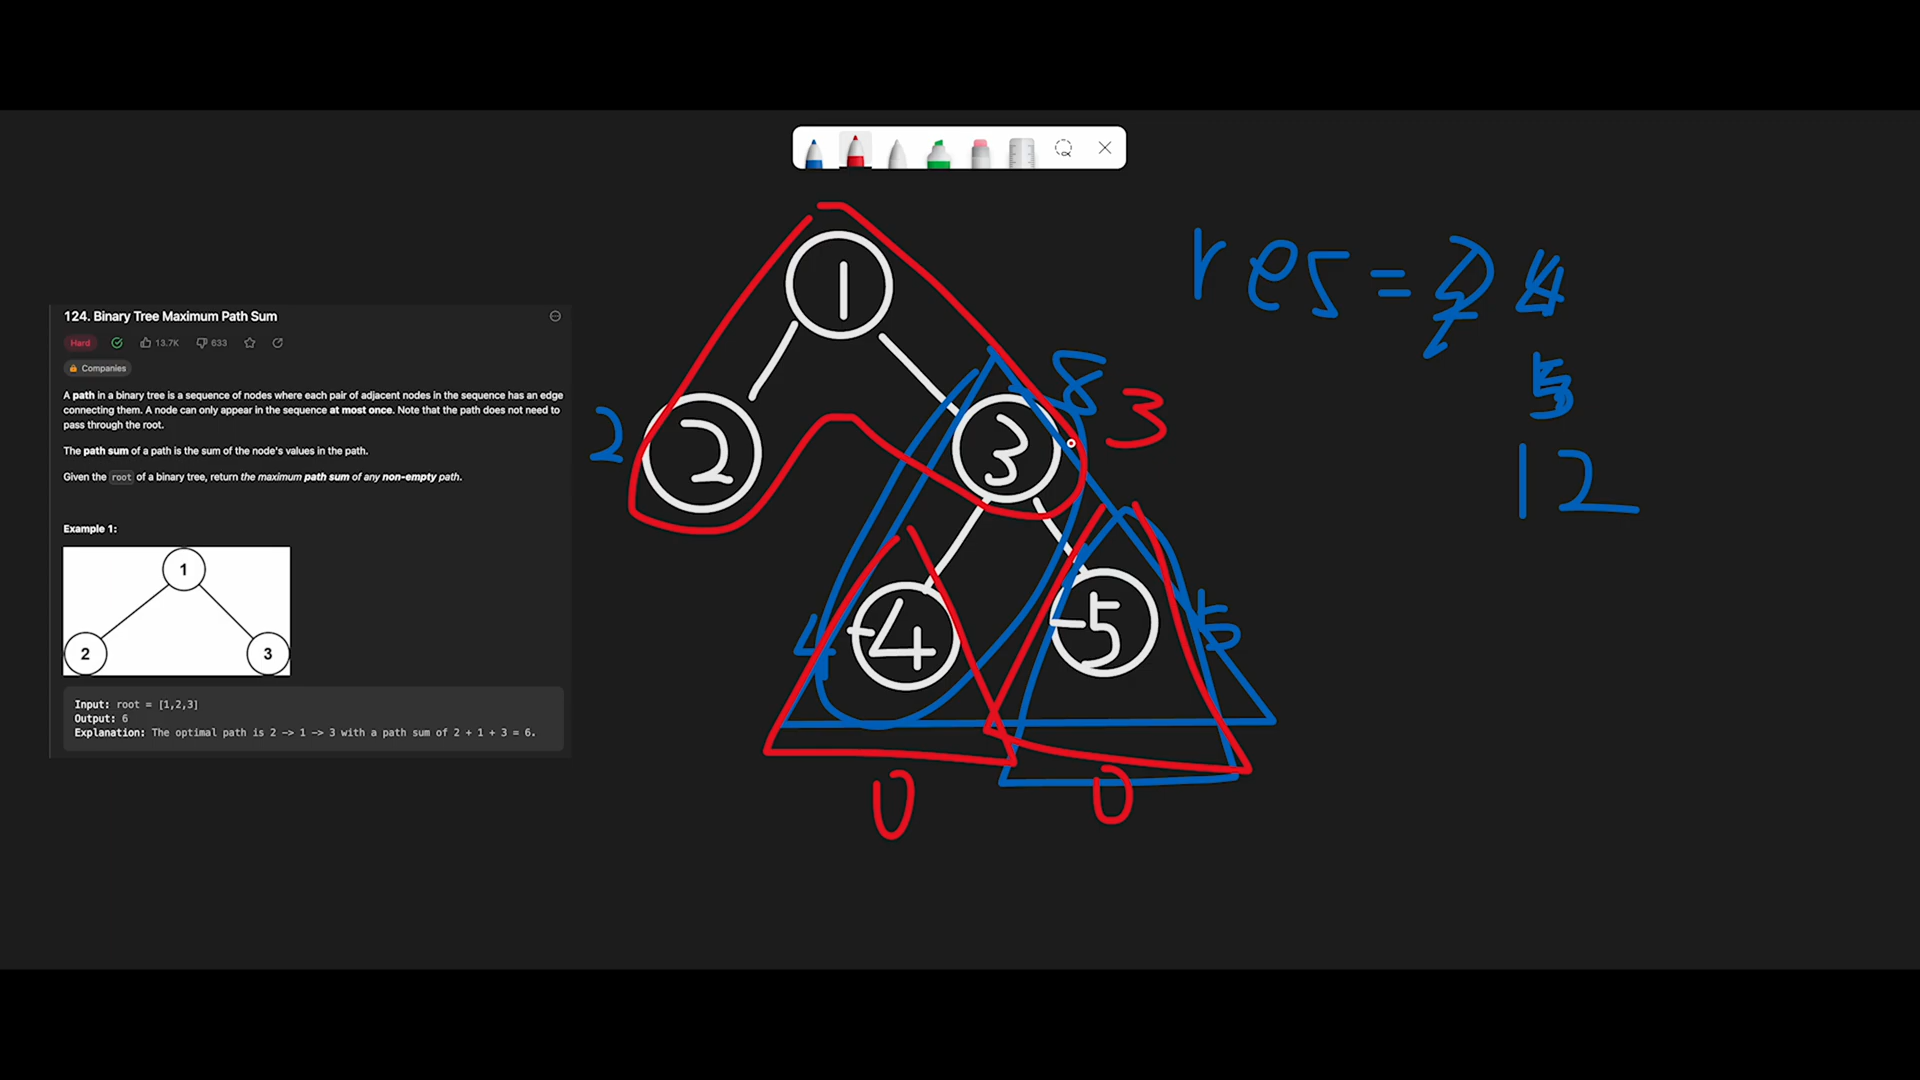 124. Binary Tree Maximum Path Sum
Hard 13.7K 633
Companies
A path in a binary tree is a sequence of nodes where each pair of adjacent nodes in the sequence has an edge
connecting them. A node can only appear in the sequence at most once. Note that the path does not need to
pass through the root.
The path sum of a path is the sum of the node's values in the path.
Given the root of a binary tree, return the maximum path sum of any non-empty path.
Example 1:
1
2 3
Input: root = [1,2,3]
Output: 6
Explanation: The optimal path is 2 -> 1 -> 3 with a path sum of 2 + 1 + 3 = 6.
1
2 2 3 8 3
4 -4 -5 5
0 0
res = 2 4
5
12